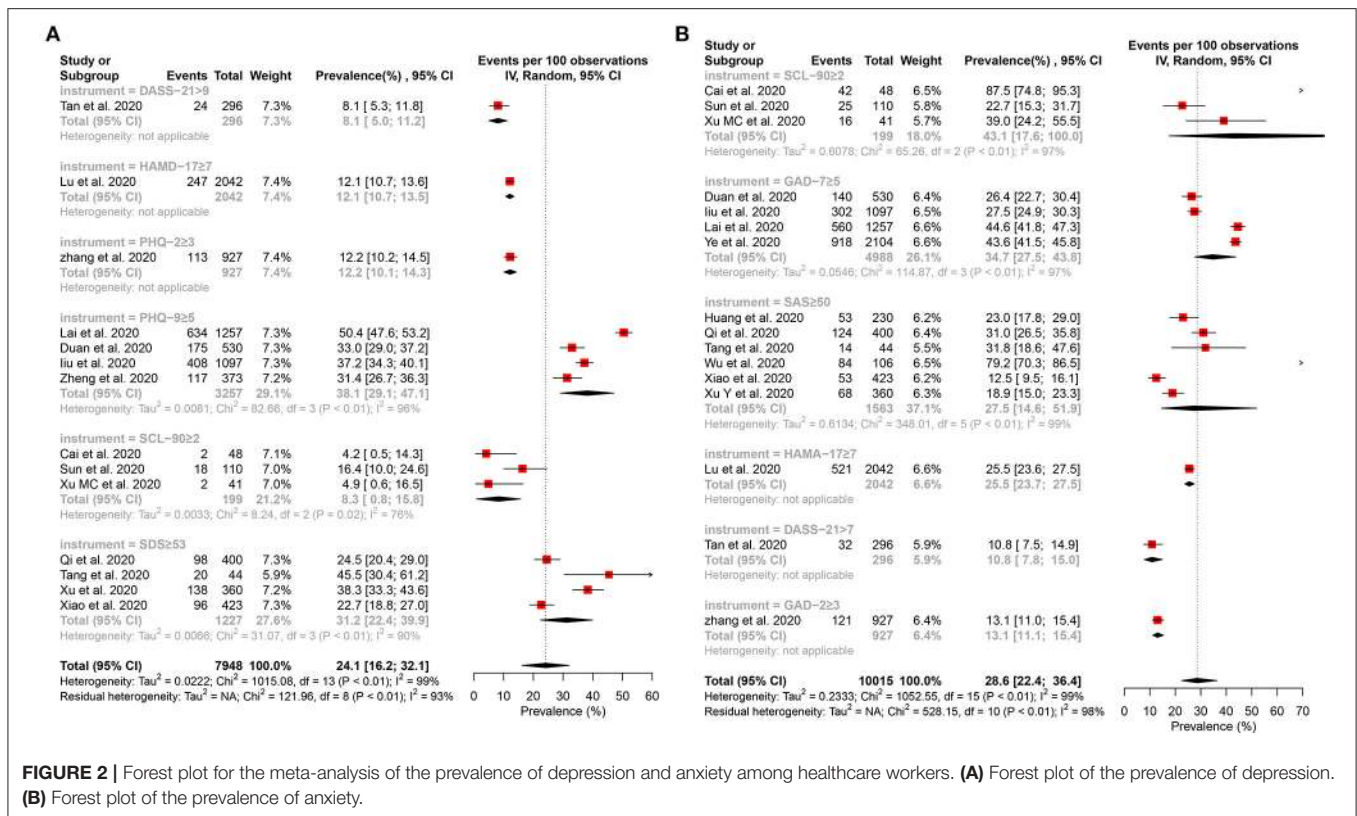 A
Study or
Subgroup Events Total Weight Prevalence(%) , 95% CI
Events per 100 observations
IV, Random, 95% CI
instrument = DASS−21>9
Tan et al. 2020 24 296 7.3% 8.1 [ 5.3; 11.8]
Total (95% CI) 296 7.3% 8.1 [ 5.0; 11.2]
Heterogeneity: not applicable
instrument = HAMD−17≥7
Lu et al. 2020 247 2042 7.4% 12.1 [10.7; 13.6]
Total (95% CI) 2042 7.4% 12.1 [10.7; 13.5]
Heterogeneity: not applicable
instrument = PHQ−2≥3
zhang et al. 2020 113 927 7.4% 12.2 [10.2; 14.5]
Total (95% CI) 927 7.4% 12.2 [10.1; 14.3]
Heterogeneity: not applicable
instrument = PHQ−9≥5
Lai et al. 2020 634 1257 7.3% 50.4 [47.6; 53.2]
Duan et al. 2020 175 530 7.3% 33.0 [29.0; 37.2]
liu et al. 2020 408 1097 7.3% 37.2 [34.3; 40.1]
Zheng et al. 2020 117 373 7.2% 31.4 [26.7; 36.3]
Total (95% CI) 3257 29.1% 38.1 [29.1; 47.1]
Heterogeneity: Tau² = 0.0081; Chi² = 82.66, df = 3 (P < 0.01); I² = 96%
instrument = SCL−90≥2
Cai et al. 2020 2 48 7.1% 4.2 [ 0.5; 14.3]
Sun et al. 2020 18 110 7.0% 16.4 [10.0; 24.6]
Xu MC et al. 2020 2 41 7.0% 4.9 [ 0.6; 16.5]
Total (95% CI) 199 21.2% 8.3 [ 0.8; 15.8]
Heterogeneity: Tau² = 0.0033; Chi² = 8.24, df = 2 (P = 0.02); I² = 76%
instrument = SDS≥53
Qi et al. 2020 98 400 7.3% 24.5 [20.4; 29.0]
Tang et al. 2020 20 44 5.9% 45.5 [30.4; 61.2]
Xu et al. 2020 138 360 7.3% 38.3 [33.3; 43.6]
Xiao et al. 2020 96 423 7.3% 22.7 [18.8; 27.0]
Total (95% CI) 1227 27.6% 31.2 [22.4; 39.9]
Heterogeneity: Tau² = 0.0066; Chi² = 31.07, df = 3 (P < 0.01); I² = 90%
Total (95% CI) 7948 100.0% 24.1 [16.2; 32.1]
Heterogeneity: Tau² = 0.0222; Chi² = 1015.08, df = 13 (P < 0.01); I² = 99%
Residual heterogeneity: Tau² = NA; Chi² = 121.96, df = 8 (P < 0.01); I² = 93%
0 10 20 30 40 50 60
Prevalence (%)
B
Study or
Subgroup Events Total Weight Prevalence(%) , 95% CI
Events per 100 observations
IV, Random, 95% CI
instrument = SCL−90≥2
Cai et al. 2020 42 48 6.5% 87.5 [74.8; 95.3]
Sun et al. 2020 25 110 5.8% 22.7 [15.3; 31.7]
Xu MC et al. 2020 16 41 5.7% 39.0 [24.2; 55.5]
Total (95% CI) 199 18.0% 43.1 [17.6; 100.0]
Heterogeneity: Tau² = 0.6078; Chi² = 65.26, df = 2 (P < 0.01); I² = 97%
instrument = GAD−7≥5
Duan et al. 2020 140 530 6.4% 26.4 [22.7; 30.4]
liu et al. 2020 302 1097 6.5% 27.5 [24.9; 30.3]
Lai et al. 2020 560 1257 6.6% 44.6 [41.8; 47.3]
Ye et al. 2020 918 2104 6.6% 43.6 [41.5; 45.8]
Total (95% CI) 4988 26.1% 34.7 [27.5; 43.8]
Heterogeneity: Tau² = 0.0546; Chi² = 114.87, df = 3 (P < 0.01); I² = 97%
instrument = SAS≥50
Huang et al. 2020 53 230 6.2% 23.0 [17.8; 29.0]
Qi et al. 2020 124 400 6.4% 31.0 [26.5; 35.8]
Tang et al. 2020 14 44 5.4% 31.8 [18.6; 47.6]
Wu et al. 2020 84 106 6.6% 79.2 [70.3; 86.5]
Xiao et al. 2020 53 423 6.2% 12.5 [ 9.5; 16.1]
Xu Y et al. 2020 68 360 6.3% 18.9 [15.0; 23.3]
Total (95% CI) 1563 37.1% 27.5 [14.6; 51.9]
Heterogeneity: Tau² = 0.6134; Chi² = 348.01, df = 5 (P < 0.01); I² = 99%
instrument = HAMA−17≥7
Lu et al. 2020 521 2042 6.6% 25.5 [23.6; 27.5]
Total (95% CI) 2042 6.6% 25.5 [23.7; 27.5]
Heterogeneity: not applicable
instrument = DASS−21>7
Tan et al. 2020 32 296 5.9% 10.8 [ 7.5; 14.9]
Total (95% CI) 296 5.9% 10.8 [ 7.8; 15.0]
Heterogeneity: not applicable
instrument = GAD−2≥3
zhang et al. 2020 121 927 6.4% 13.1 [11.0; 15.4]
Total (95% CI) 927 6.4% 13.1 [11.1; 15.4]
Heterogeneity: not applicable
Total (95% CI) 10015 100.0% 28.6 [22.4; 36.4]
Heterogeneity: Tau² = 0.2333; Chi² = 1052.55, df = 15 (P < 0.01); I² = 99%
Residual heterogeneity: Tau² = NA; Chi² = 528.15, df = 10 (P < 0.01); I² = 98%
0 10 20 30 40 50 60 70
Prevalence (%)
FIGURE 2 | Forest plot for the meta-analysis of the prevalence of depression and anxiety among healthcare workers. (A) Forest plot of the prevalence of depression.
(B) Forest plot of the prevalence of anxiety.